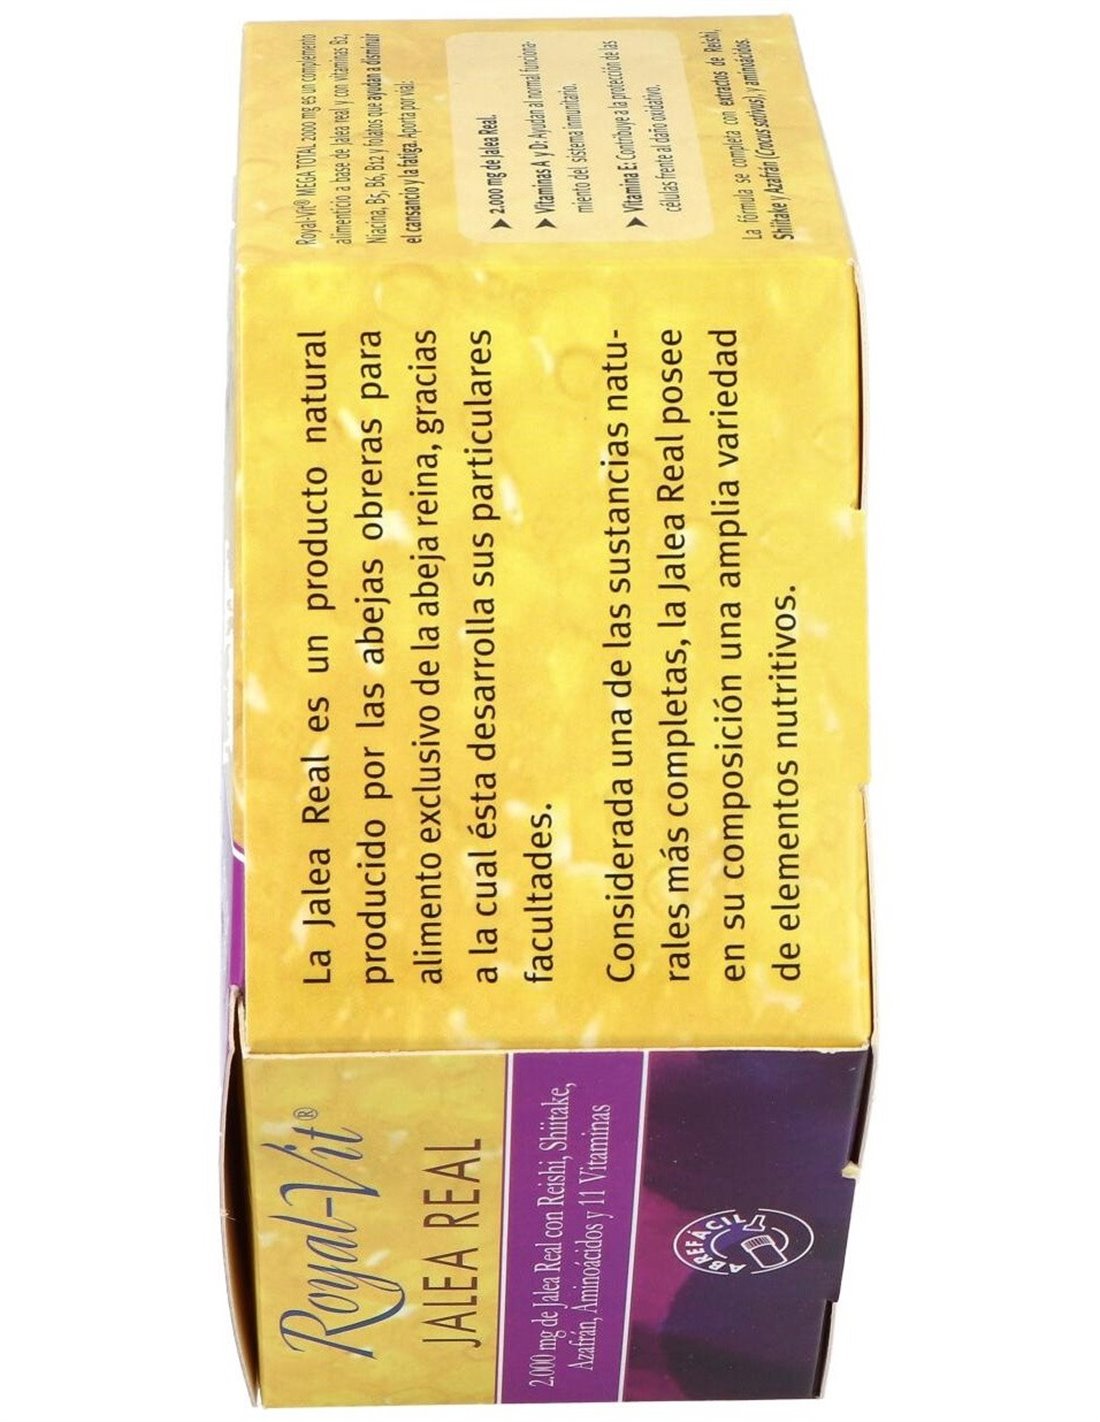 Royal-Vit® MEGA TOTAL 2000 mg es un complemento
alimenticio a base de Jalea real y con vitaminas B2,
Niacina, B5, B6, B12 y folatos que ayudan a disminuir
el cansancio y la fatiga. Aporta por vial:
➤ 2.000 mg de Jalea Real.
➤ Vitaminas A y D: Ayudan al normal funciona-
miento del sistema inmunitario.
➤ Vitamina E: Contribuye a la protección de las
células frente al daño oxidativo.
La fórmula se completa con extractos de Reishi,
Shiitake y Azafrán (Crocus sativus), y aminoácidos.
La Jalea Real es un producto natural
producido por las abejas obreras para
alimento exclusivo de la abeja reina, gracias
a la cual ésta desarrolla sus particulares
facultades.
Considerada una de las sustancias natu-
rales más completas, la Jalea Real posee
en su composición una amplia variedad
de elementos nutritivos.
Royal-Vit®
JALEA REAL
2.000 mg de Jalea Real con Reishi, Shiitake,
Azafrán, Aminoácidos y 11 Vitaminas
ABREFÁCIL